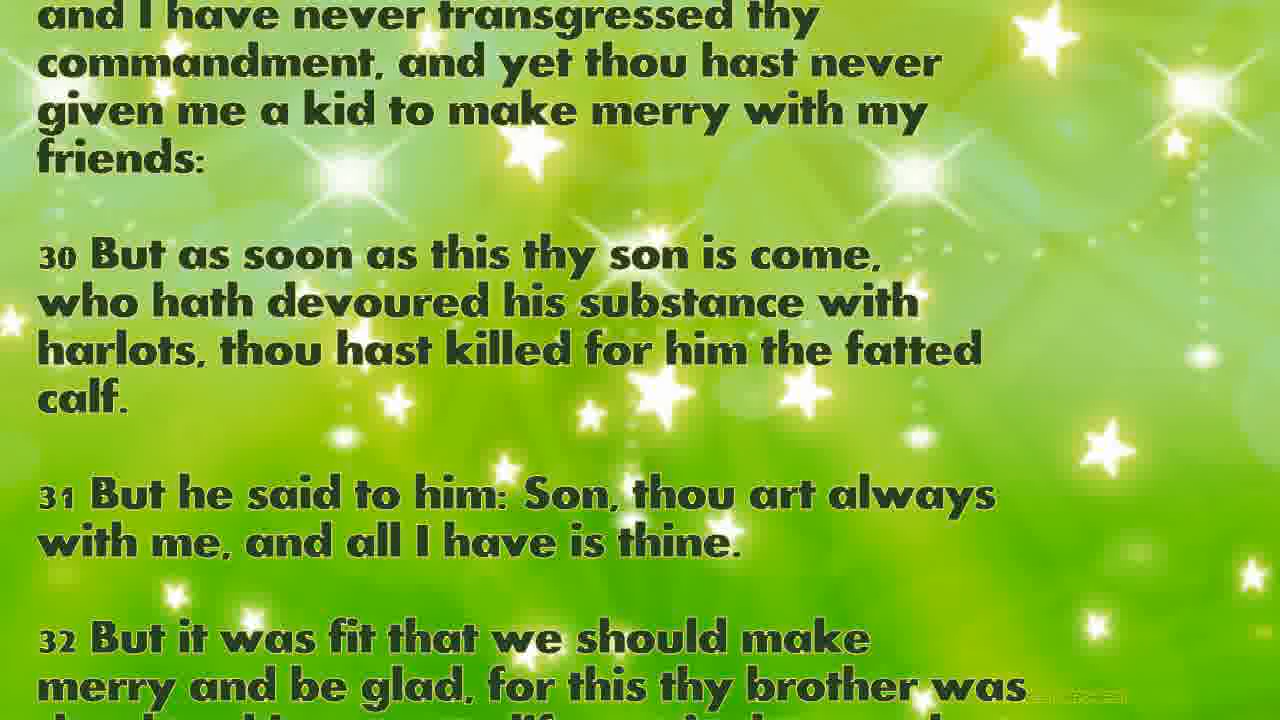 and I have never transgressed thy
commandment, and yet thou hast never
given me a kid to make merry with my
friends:
30 But as soon as this thy son is come,
who hath devoured his substance with
harlots, thou hast killed for him the fatted
calf.
31 But he said to him: Son, thou art always
with me, and all I have is thine.
32 But it was fit that we should make
merry and be glad, for this thy brother was